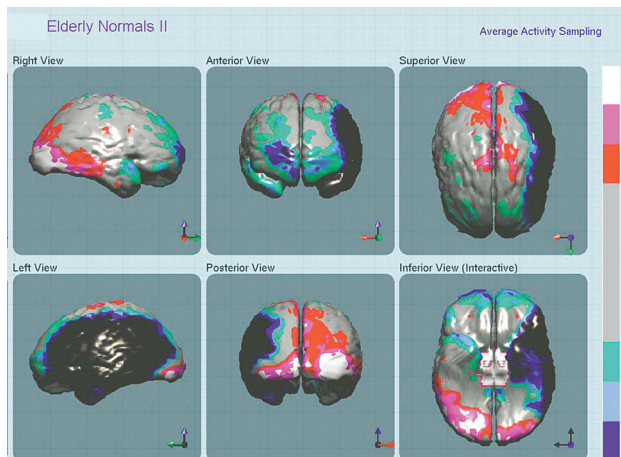 Elderly Normals II
Average Activity Sampling
Right View
Anterior View
Superior View
Left View
Posterior View
Inferior View (Interactive)